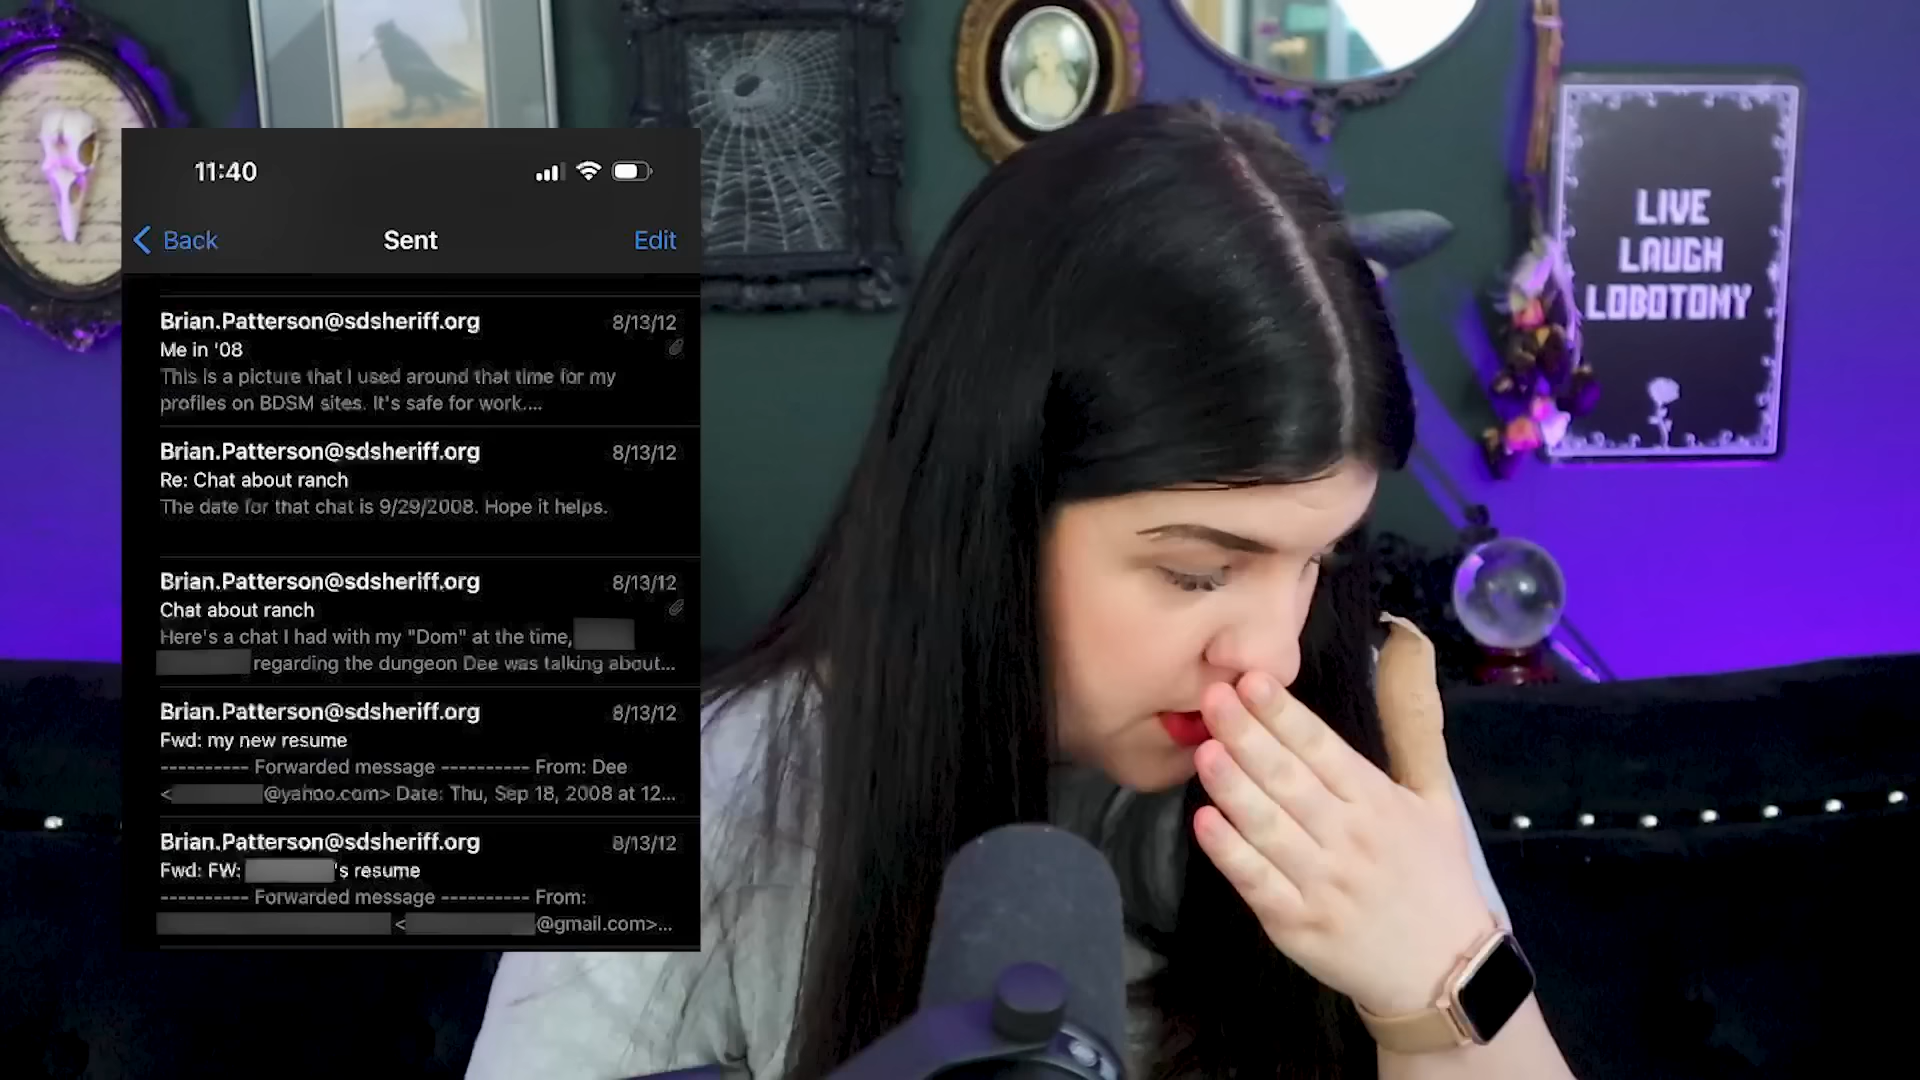 11:40
Back
Sent
Edit
Brian.Patterson@sdsheriff.org
8/13/12
Me in '08
This is a picture that I used around that time for my
profiles on BDSM sites. It's safe for work....
Brian.Patterson@sdsheriff.org
8/13/12
Re: Chat about ranch
The date for that chat is 9/29/2008. Hope it helps.
Brian.Patterson@sdsheriff.org
8/13/12
Chat about ranch
Here's a chat I had with my "Dom" at the time,
regarding the dungeon Dee was talking about...
Brian.Patterson@sdsheriff.org
8/13/12
Fwd: my new resume
---------- Forwarded message ---------- From: Dee
< @yahoo.com> Date: Thu, Sep 18, 2008 at 12...
Brian.Patterson@sdsheriff.org
8/13/12
Fwd: FW: 's resume
---------- Forwarded message ---------- From:
< @gmail.com>...
LIVE
LAUGH
LOBOTOMY